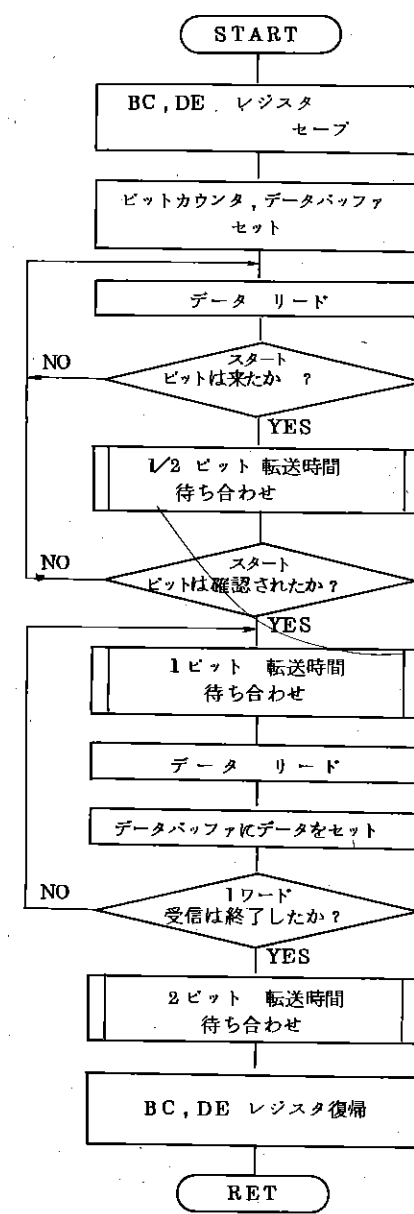 START
BC, DE レジスタ
セーブ
ビットカウンタ, データバッファ
セット
データ リード
スタート
NO
ビットは来たか ?
YES
1/2 ビット 転送時間
待ち合わせ
スタート
NO
ビットは確認されたか?
YES
1ビット 転送時間
待ち合わせ
データ リード
データバッファにデータをセット
1ワード
NO
受信は終了したか?
YES
2ビット 転送時間
待ち合わせ
BC, DE レジスタ復帰
RET